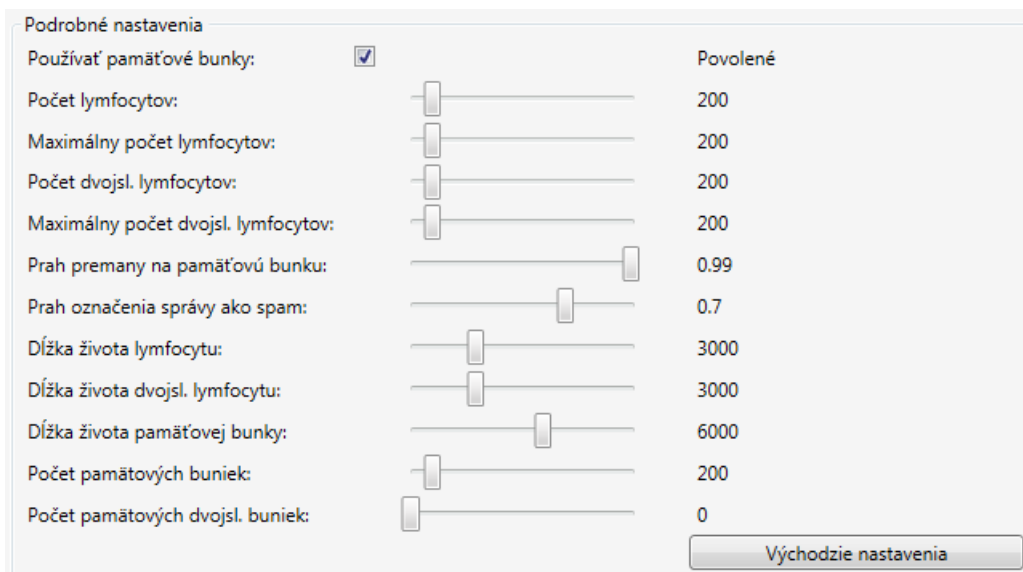 Podrobné nastavenia
Používať pamäťové bunky: Povolené
Počet lymfocytov: 200
Maximálny počet lymfocytov: 200
Počet dvojsl. lymfocytov: 200
Maximálny počet dvojsl. lymfocytov: 200
Prah premany na pamäťovú bunku: 0.99
Prah označenia správy ako spam: 0.7
Dĺžka života lymfocytu: 3000
Dĺžka života dvojsl. lymfocytu: 3000
Dĺžka života pamäťovej bunky: 6000
Počet pamätových buniek: 200
Počet pamätových dvojsl. buniek: 0
Východzie nastavenia